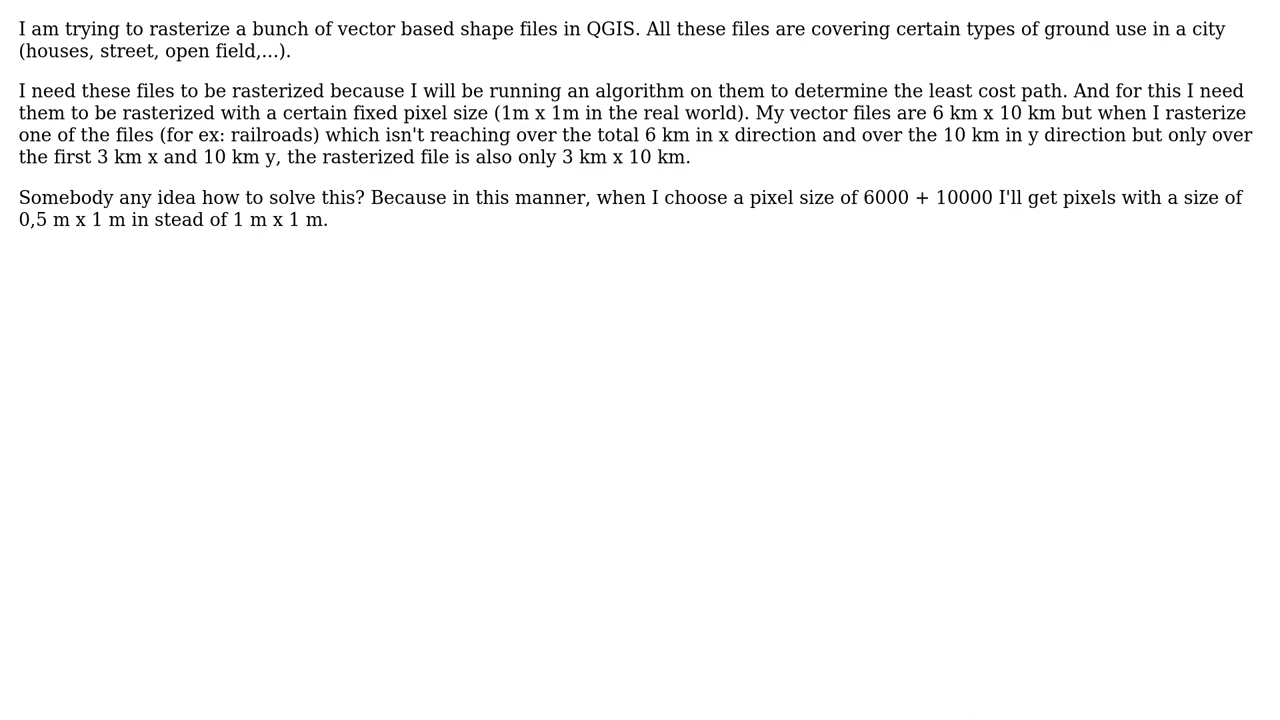 I am trying to rasterize a bunch of vector based shape files in QGIS. All these files are covering certain types of ground use in a city
(houses, street, open field,...).
I need these files to be rasterized because I will be running an algorithm on them to determine the least cost path. And for this I need
them to be rasterized with a certain fixed pixel size (1m x 1m in the real world). My vector files are 6 km x 10 km but when I rasterize
one of the files (for ex: railroads) which isn't reaching over the total 6 km in x direction and over the 10 km in y direction but only over
the first 3 km x and 10 km y, the rasterized file is also only 3 km x 10 km.
Somebody any idea how to solve this? Because in this manner, when I choose a pixel size of 6000 + 10000 I'll get pixels with a size of
0,5 m x 1 m in stead of 1 m x 1 m.